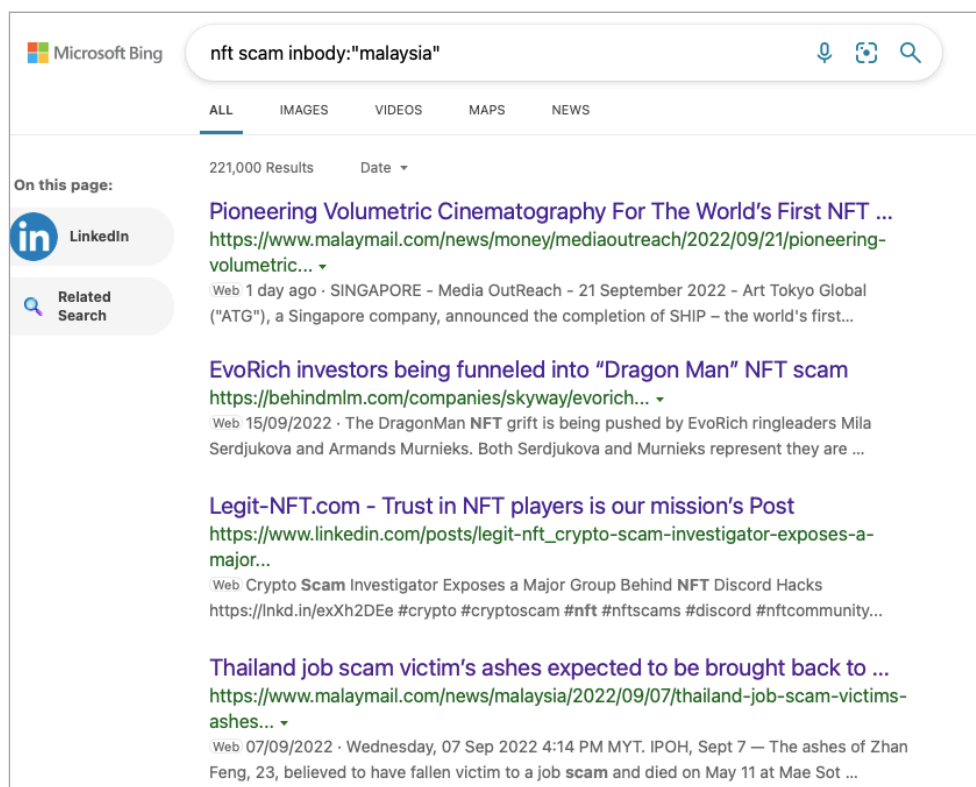 Microsoft Bing
nft scam inbody:"malaysia"
ALL IMAGES VIDEOS MAPS NEWS
221,000 Results Date
On this page:
LinkedIn
Related
Search
Pioneering Volumetric Cinematography For The World's First NFT ...
https://www.malaymail.com/news/money/mediaoutreach/2022/09/21/pioneering-
volumetric...
Web 1 day ago · SINGAPORE - Media OutReach - 21 September 2022 - Art Tokyo Global
("ATG"), a Singapore company, announced the completion of SHIP – the world's first...
EvoRich investors being funneled into “Dragon Man” NFT scam
https://behindmlm.com/companies/skyway/evorich...
Web 15/09/2022 · The DragonMan NFT grift is being pushed by EvoRich ringleaders Mila
Serdjukova and Armands Murnieks. Both Serdjukova and Murnieks represent they are ...
Legit-NFT.com - Trust in NFT players is our mission’s Post
https://www.linkedin.com/posts/legit-nft_crypto-scam-investigator-exposes-a-
major...
Web Crypto Scam Investigator Exposes a Major Group Behind NFT Discord Hacks
https://lnkd.in/exXh2DEe #crypto #cryptoscam #nft #nftscams #discord #nftcommunity...
Thailand job scam victim’s ashes expected to be brought back to ...
https://www.malaymail.com/news/malaysia/2022/09/07/thailand-job-scam-victims-
ashes...
Web 07/09/2022 · Wednesday, 07 Sep 2022 4:14 PM MYT. IPOH, Sept 7 — The ashes of Zhan
Feng, 23, believed to have fallen victim to a job scam and died on May 11 at Mae Sot ...